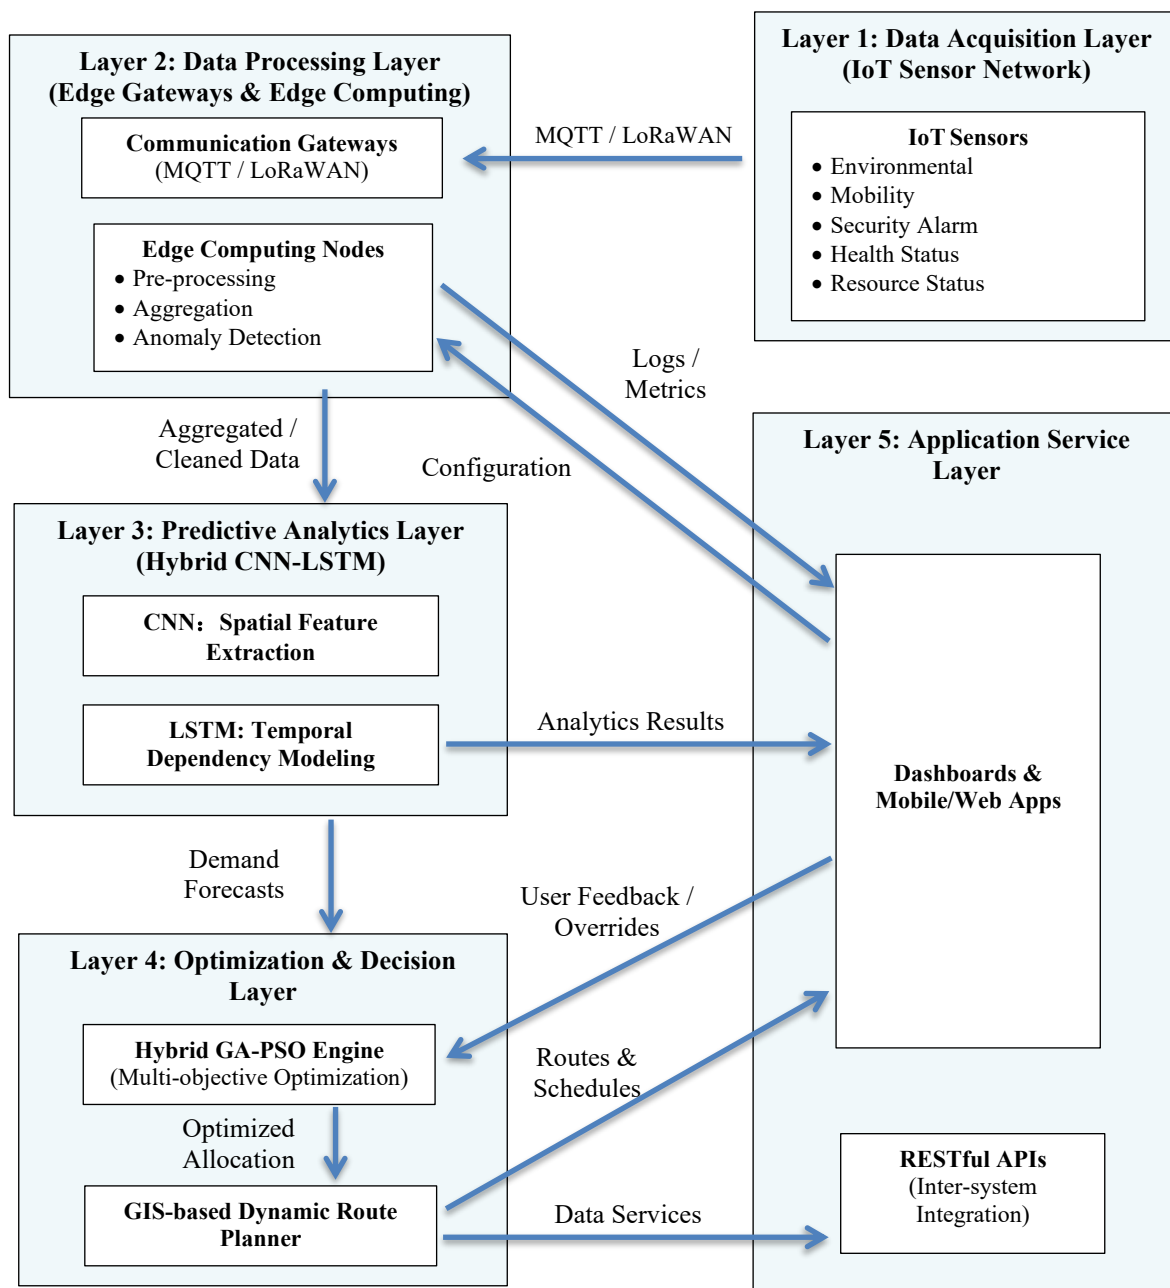 Layer 1: Data Acquisition Layer
(IoT Sensor Network)
IoT Sensors
• Environmental
• Mobility
• Security Alarm
• Health Status
• Resource Status
MQTT / LoRaWAN
Layer 2: Data Processing Layer
(Edge Gateways & Edge Computing)
Communication Gateways
(MQTT / LoRaWAN)
Edge Computing Nodes
• Pre-processing
• Aggregation
• Anomaly Detection
Logs /
Metrics
Configuration
Aggregated /
Cleaned Data
Layer 3: Predictive Analytics Layer
(Hybrid CNN-LSTM)
CNN：Spatial Feature
Extraction
LSTM: Temporal
Dependency Modeling
Analytics Results
Demand
Forecasts
Layer 4: Optimization & Decision
Layer
Hybrid GA-PSO Engine
(Multi-objective Optimization)
Optimized
Allocation
GIS-based Dynamic Route
Planner
User Feedback /
Overrides
Routes &
Schedules
Data Services
Layer 5: Application Service
Layer
Dashboards &
Mobile/Web Apps
RESTful APIs
(Inter-system
Integration)